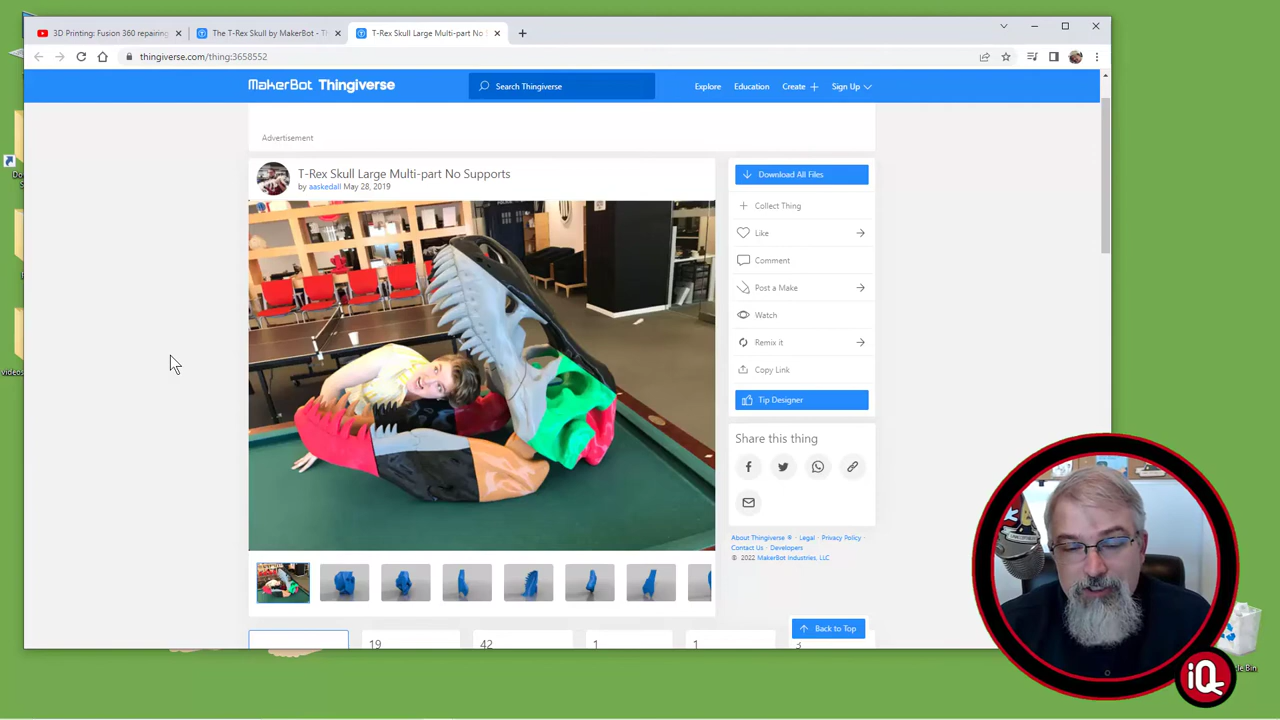 3D Printing: Fusion 360 repairing
The T-Rex Skull by MakerBot - Th
T-Rex Skull Large Multi-part No
thingiverse.com/thing:3658552
MakerBot Thingiverse
Search Thingiverse
Explore
Education
Create
Sign Up
Advertisement
T-Rex Skull Large Multi-part No Supports
by aaskedall May 28, 2019
Download All Files
Collect Thing
Like
Comment
Post a Make
Watch
Remix it
Copy Link
Tip Designer
Share this thing
About Thingiverse ® · Legal · Privacy Policy ·
Contact Us · Developers
© 2022 MakerBot Industries, LLC
Back to Top
19
42
1
1
3
videos
iQ